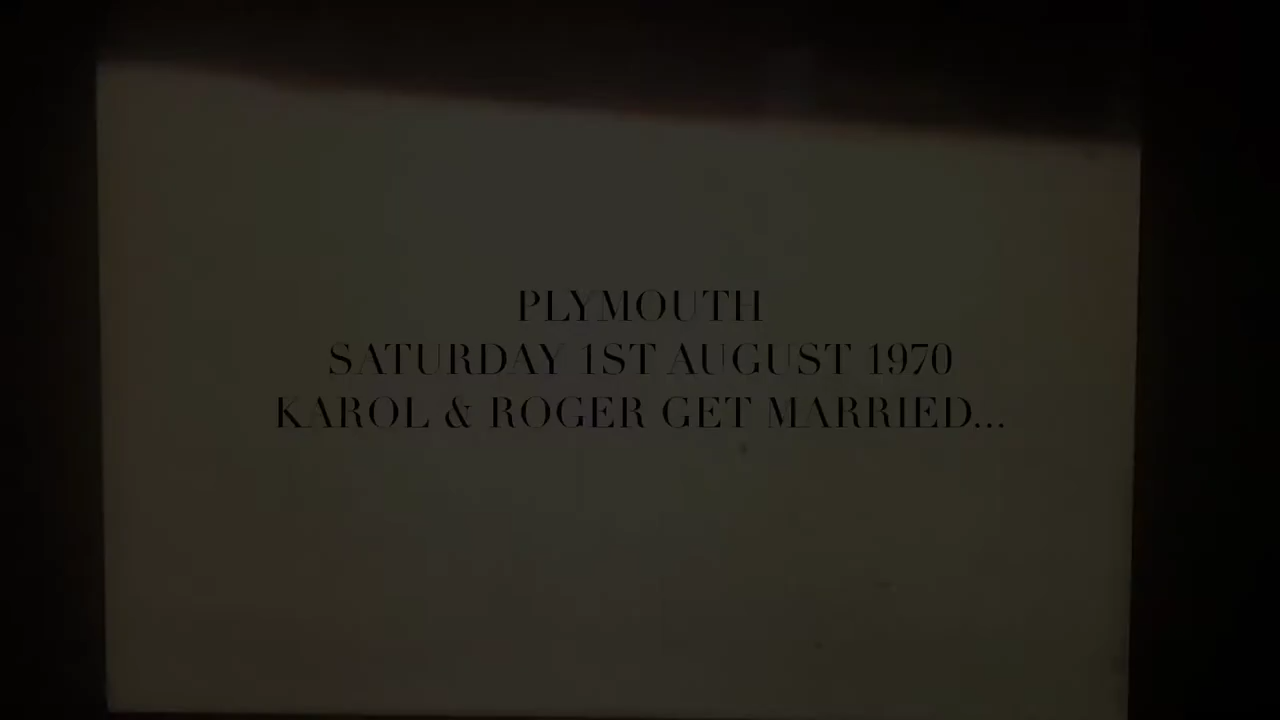 PLYMOUTH
SATURDAY 1ST AUGUST 1970
KAROL & ROGER GET MARRIED...